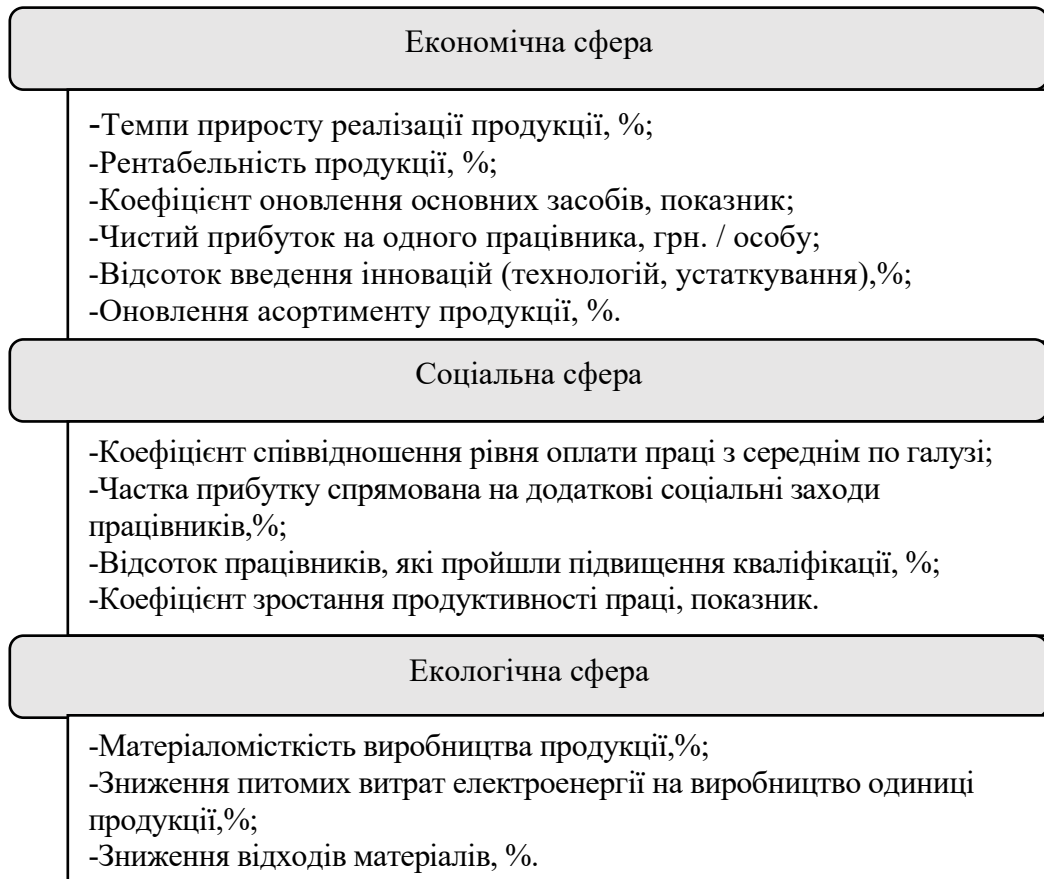 Економічна сфера
-Темпи приросту реалізації продукції, %;
-Рентабельність продукції, %;
-Коефіцієнт оновлення основних засобів, показник;
-Чистий прибуток на одного працівника, грн. / особу;
-Відсоток введення інновацій (технологій, устаткування),%;
-Оновлення асортименту продукції, %.
Соціальна сфера
-Коефіцієнт співвідношення рівня оплати праці з середнім по галузі;
-Частка прибутку спрямована на додаткові соціальні заходи
працівників,%;
-Відсоток працівників, які пройшли підвищення кваліфікації, %;
-Коефіцієнт зростання продуктивності праці, показник.
Екологічна сфера
-Матеріаломісткість виробництва продукції,%;
-Зниження питомих витрат електроенергії на виробництво одиниці
продукції,%;
-Зниження відходів матеріалів, %.